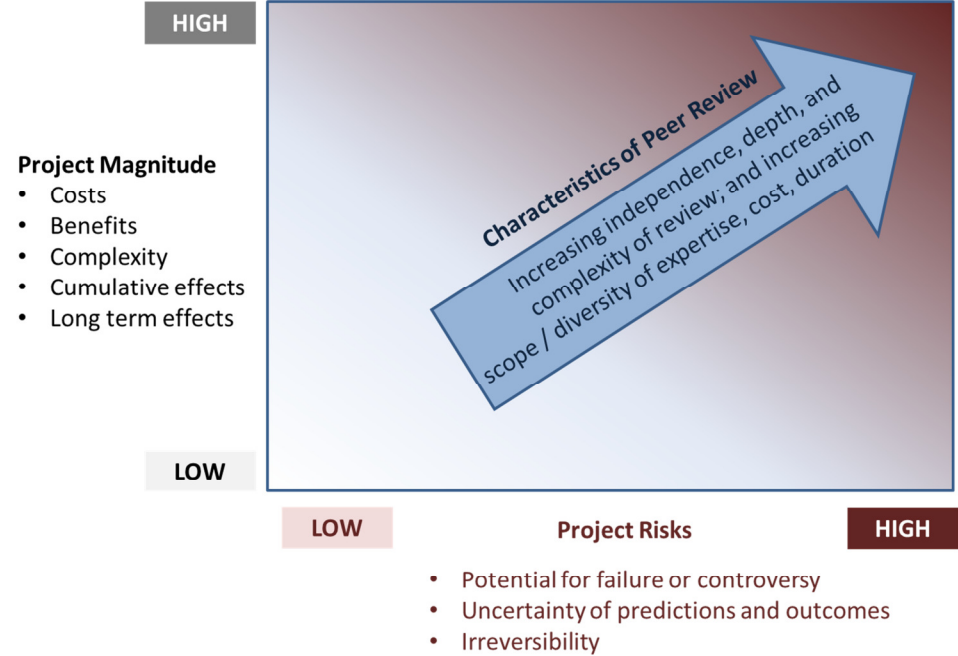 HIGH
Project Magnitude
• Costs
• Benefits
• Complexity
• Cumulative effects
• Long term effects
LOW
Characteristics of Peer Review
Increasing independence, depth, and
complexity of review; and increasing
scope / diversity of expertise, cost, duration
LOW
Project Risks
HIGH
• Potential for failure or controversy
• Uncertainty of predictions and outcomes
• Irreversibility